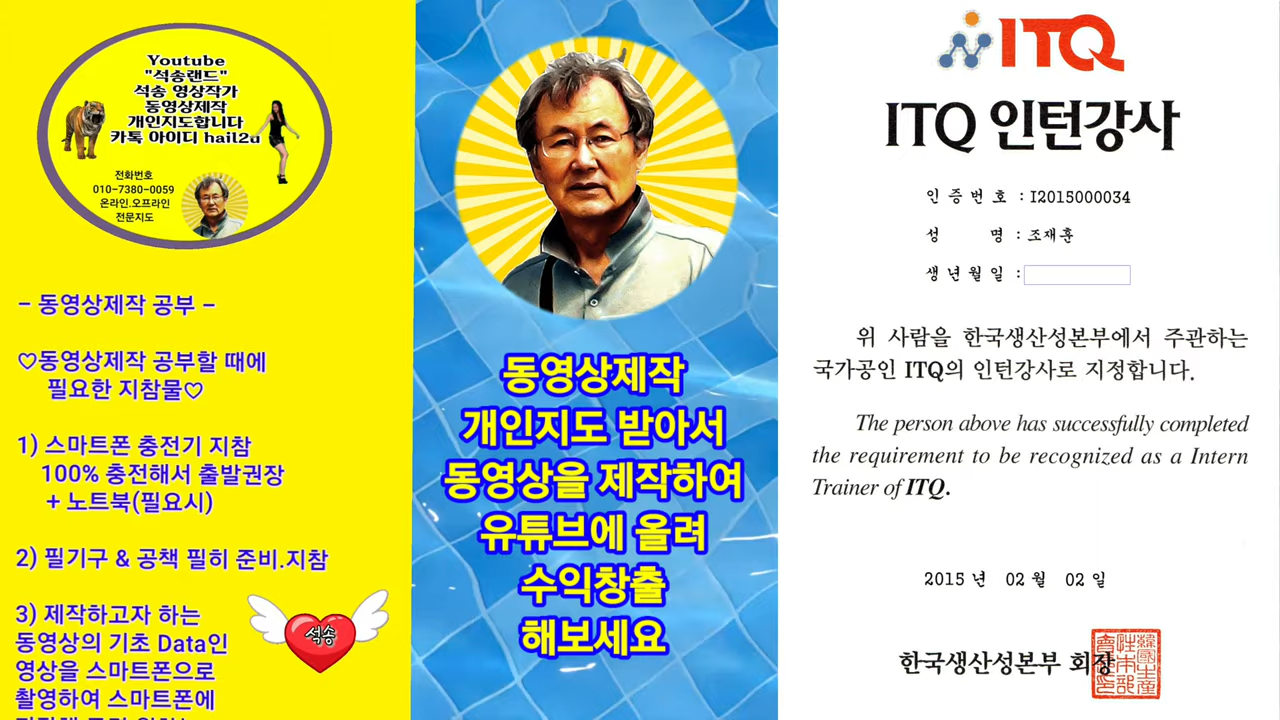 Youtube
"석송랜드"
석송 영상작가
동영상제작
개인지도합니다
카톡 아이디 hail2u
전화번호
010-7380-0059
온라인.오프라인
전문지도
- 동영상제작 공부 -
♡동영상제작 공부할 때에
필요한 지참물♡
1) 스마트폰 충전기 지참
100% 충전해서 출발권장
+ 노트북(필요시)
2) 필기구 & 공책 필히 준비.지참
3) 제작하고자 하는
동영상의 기초 Data인
영상을 스마트폰으로
촬영하여 스마트폰에
석송
동영상제작
개인지도 받아서
동영상을 제작하여
유튜브에 올려
수익창출
해보세요
ITQ
ITQ 인턴강사
인 증 번 호 : I2015000034
성 명 : 조재훈
생 년 월 일 :
위 사람을 한국생산성본부에서 주관하는
국가공인 ITQ의 인턴강사로 지정합니다.
The person above has successfully completed
the requirement to be recognized as a Intern
Trainer of ITQ.
2015 년 02 월 02 일
한국생산성본부 회장